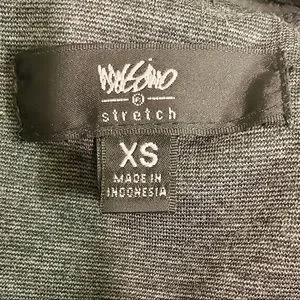 Mossimo
stretch
XS
MADE IN
INDONESIA